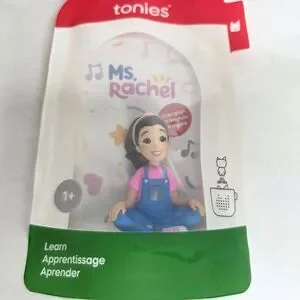 tonies®
Ms.
Rachel
1+
Learn
Apprentissage
Aprender